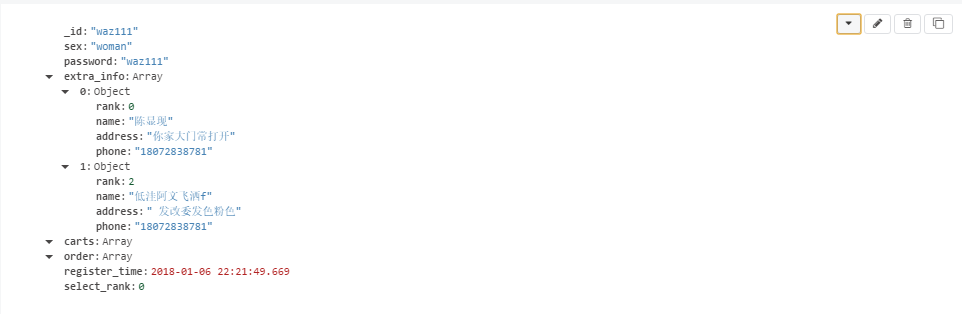 _id:"waz111"
sex:"woman"
password:"waz111"
extra_info:Array
0:Object
rank:0
name:"陈显现"
address:"你家大门常打开"
phone:"18072838781"
1:Object
rank:2
name:"低洼阿文飞洒f"
address:" 发改委发色粉色"
phone:"18072838781"
carts:Array
order:Array
register_time:2018-01-06 22:21:49.669
select_rank:0